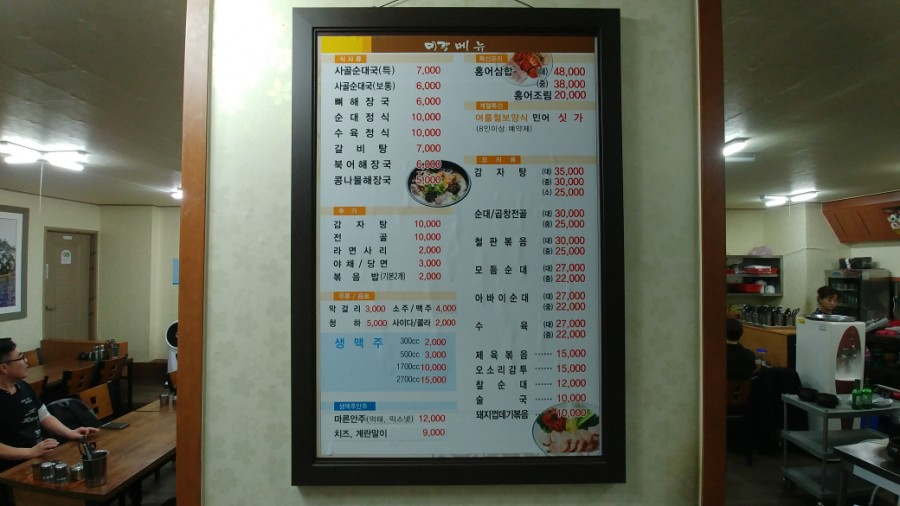 미락 메뉴
식 사 류
사골순대국(특) 7,000
사골순대국(보통) 6,000
뼈 해 장 국 6,000
순 대 정 식 10,000
수 육 정 식 10,000
갈 비 탕 7,000
북어해장국 6,000
콩나물해장국 5,000
추 가
감 자 탕 10,000
전 골 10,000
라 면 사 리 2,000
야 채 / 당 면 3,000
볶 음 밥(기본2개) 2,000
주류 / 음료
막 걸 리 3,000 소주/맥주 4,000
청 하 5,000 사이다/콜라 2,000
생 맥 주 300cc 2,000
500cc 3,000
1700cc 10,000
2700cc 15,000
생맥주안주
마른안주(먹태, 믹스넛) 12,000
치즈, 계란말이 9,000
특선요리
홍어삼합 48,000
(중) 38,000
홍어조림 20,000
계절특선
여름철보양식 민어 싯 가
(8인이상 예약제)
요 리 류
감 자 탕 (대) 35,000
(중) 30,000
(소) 25,000
순대/곱창전골 (대) 30,000
(중) 25,000
철 판 볶 음 (대) 30,000
(중) 25,000
모 듬 순 대 (대) 27,000
(중) 22,000
아바이순대 (대) 27,000
(중) 22,000
수 육 (대) 27,000
(중) 22,000
제 육 볶 음 ------ 15,000
오소리감투 ------ 15,000
찰 순 대 ------ 12,000
술 국 ------ 10,000
돼지껍데기볶음 ------ 10,000